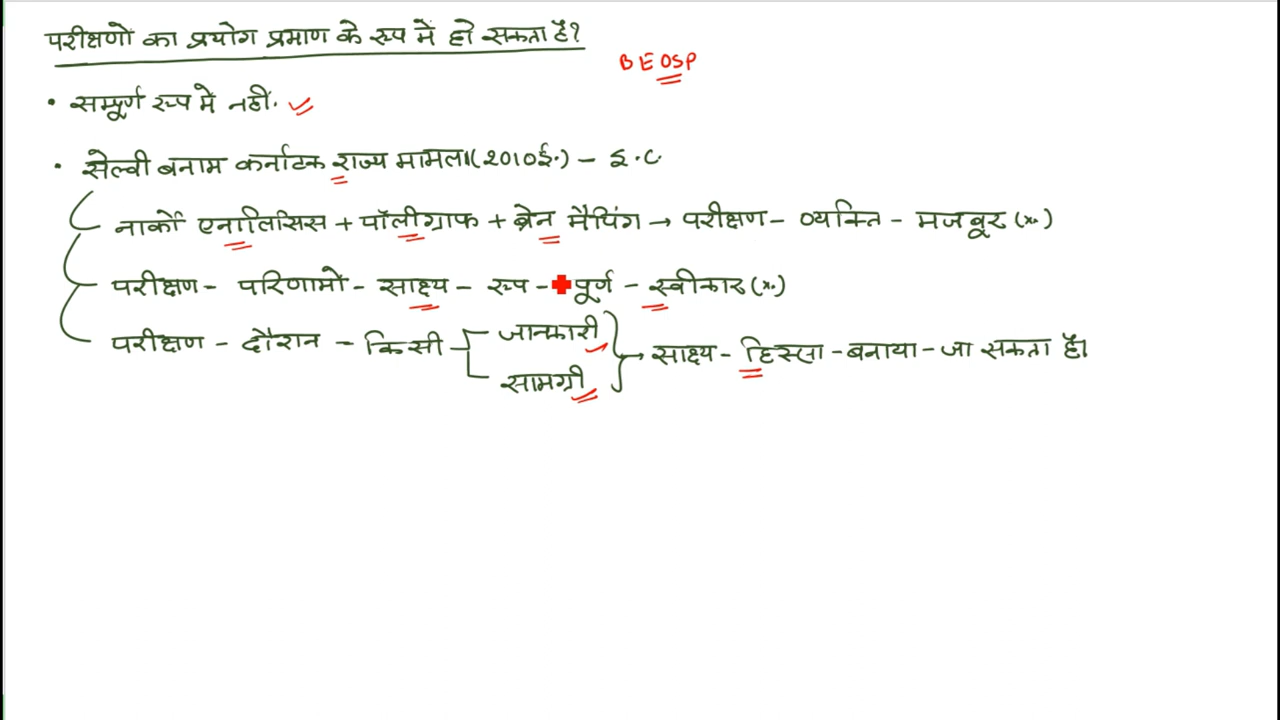 परीक्षणो का प्रयोग प्रमाण के रूप में हो सकता है?
BEOSP
• सम्पूर्ण रूप में नहीं.
• सेल्वी बनाम कर्नाटक राज्य मामला (2010ई.) - S.C.
नार्को एनालिसिस + पॉलीग्राफ + ब्रेन मैपिंग → परीक्षण - व्यक्ति - मजबूर (x.)
परीक्षण - परिणामो - साक्ष्य - रूप - पूर्ण - स्वीकार (x.)
परीक्षण - दौरान - किसी
जानकारी
सामग्री
→ साक्ष्य - हिस्सा - बनाया - जा सकता है।